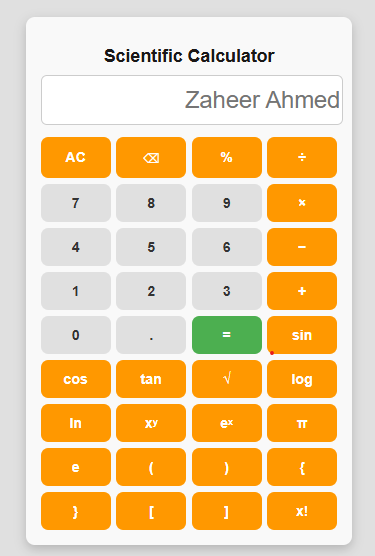 Scientific Calculator
Zaheer Ahmed
AC ⌫ % ÷
7 8 9 ×
4 5 6 −
1 2 3 +
0 . = sin
cos tan √ log
ln xʸ eˣ π
e ( ) {
} [ ] x!